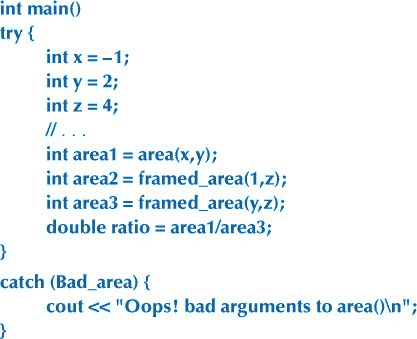 int main()
try {
int x = –1;
int y = 2;
int z = 4;
// . . .
int area1 = area(x,y);
int area2 = framed_area(1,z);
int area3 = framed_area(y,z);
double ratio = area1/area3;
}
catch (Bad_area) {
cout << "Oops! bad arguments to area()\n";
}